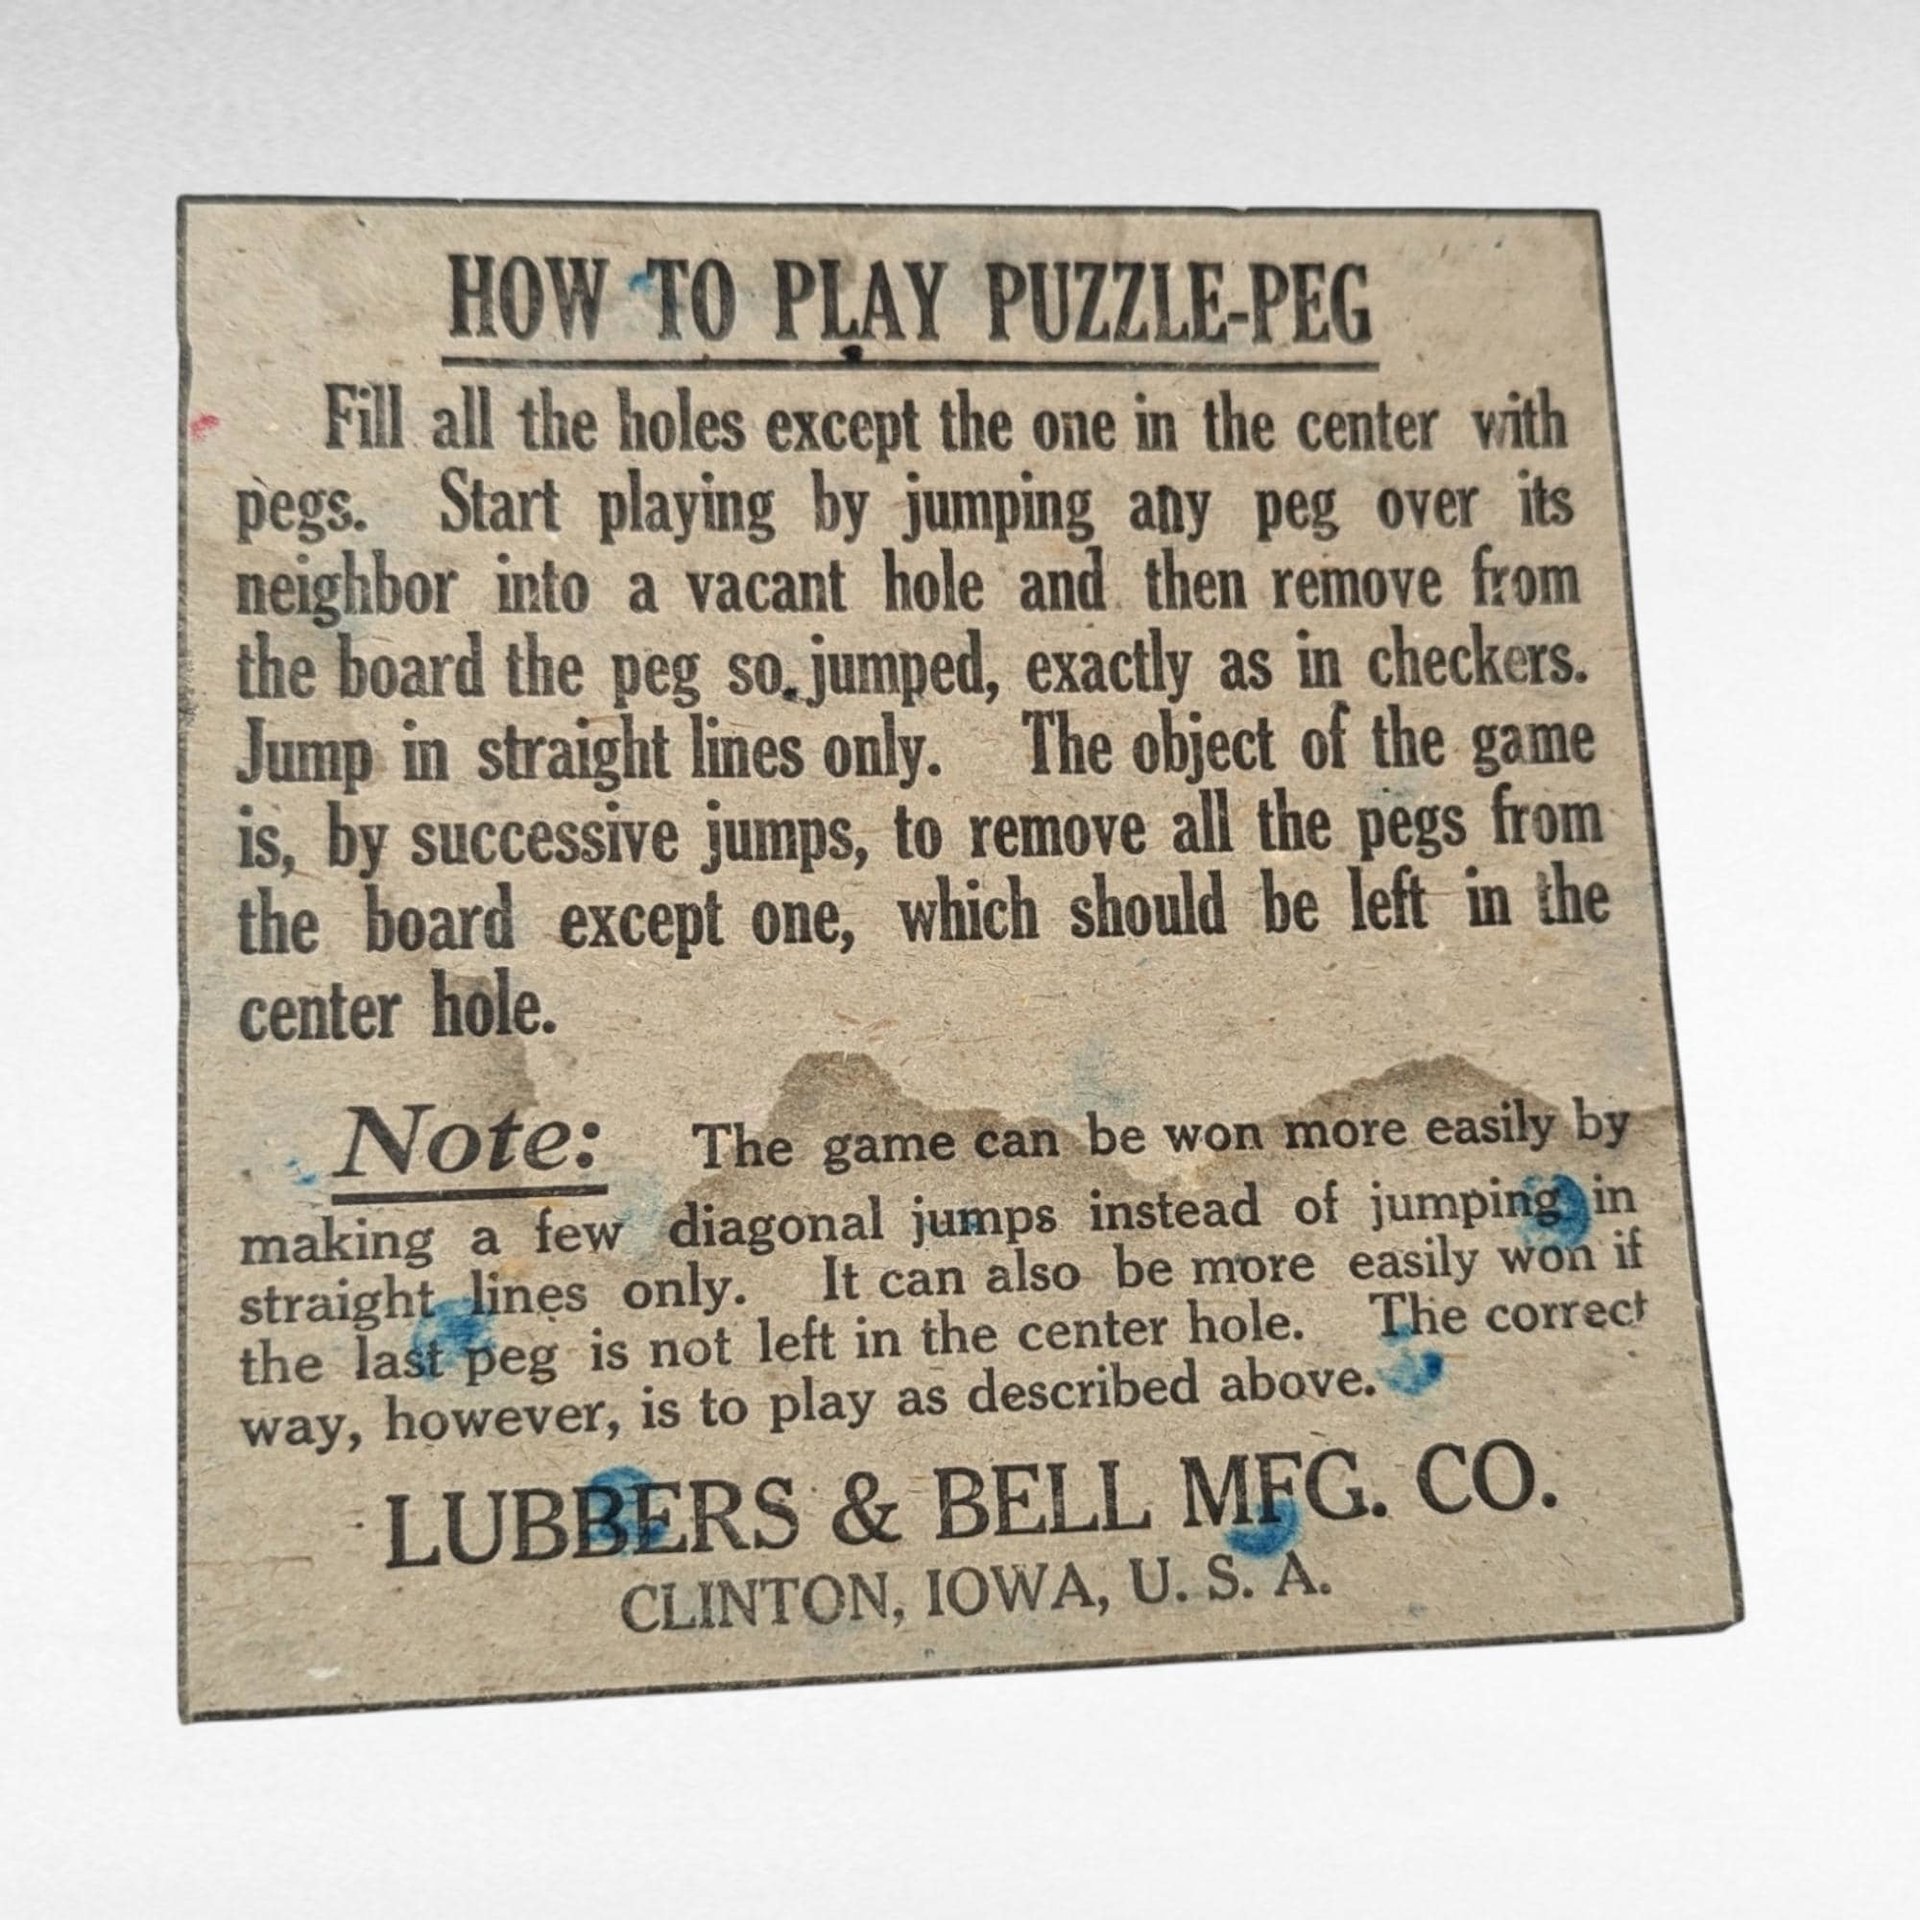 HOW TO PLAY PUZZLE-PEG
Fill all the holes except the one in the center with
pegs. Start playing by jumping any peg over its
neighbor into a vacant hole and then remove from
the board the peg so jumped, exactly as in checkers.
Jump in straight lines only. The object of the game
is, by successive jumps, to remove all the pegs from
the board except one, which should be left in the
center hole.
Note: The game can be won more easily by
making a few diagonal jumps instead of jumping in
straight lines only. It can also be more easily won if
the last peg is not left in the center hole. The correct
way, however, is to play as described above.
LUBBERS & BELL MFG. CO.
CLINTON, IOWA, U. S. A.